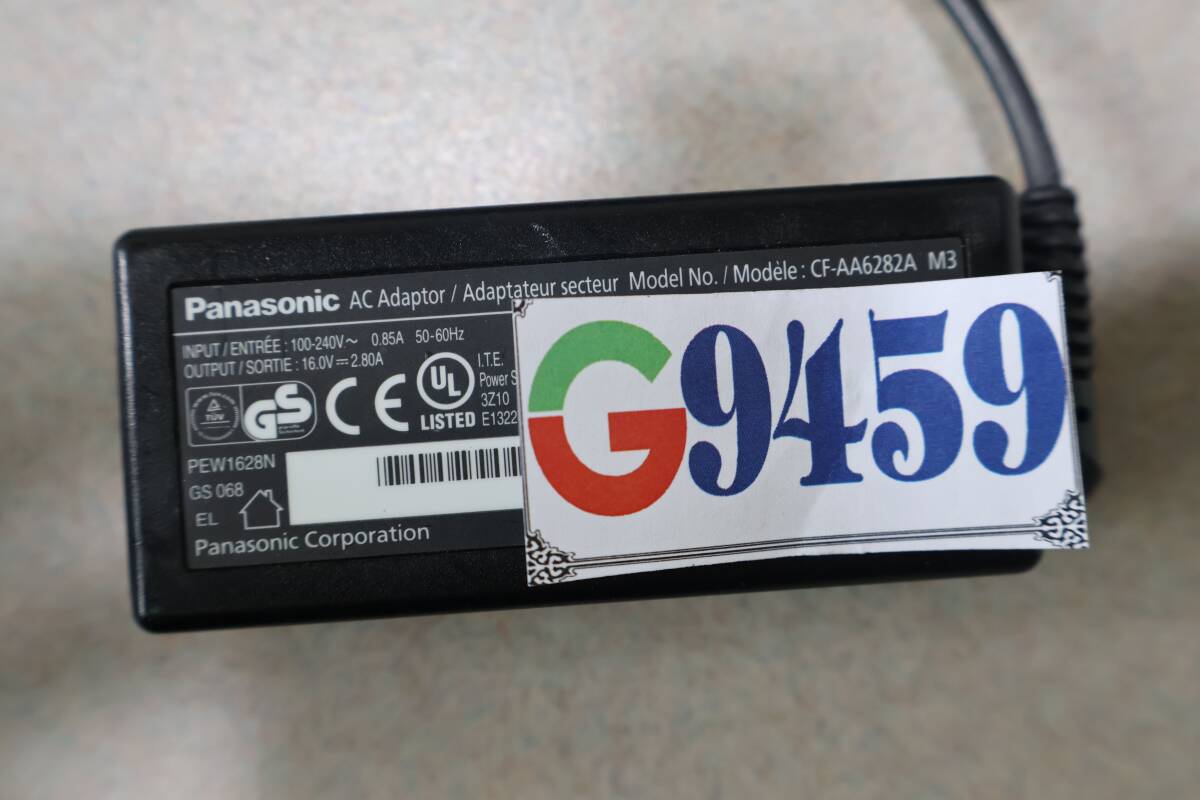 Panasonic AC Adaptor / Adaptateur secteur Model No. / Modèle : CF-AA6282A M3
INPUT / ENTRÉE : 100-240V～ 0.85A 50-60Hz
OUTPUT / SORTIE : 16.0V⎓2.80A
TÜV
GS
CE
UL
LISTED
I.T.E.
Power
3Z10
E1322
PEW1628N
GS 068
EL
Panasonic Corporation
G9459